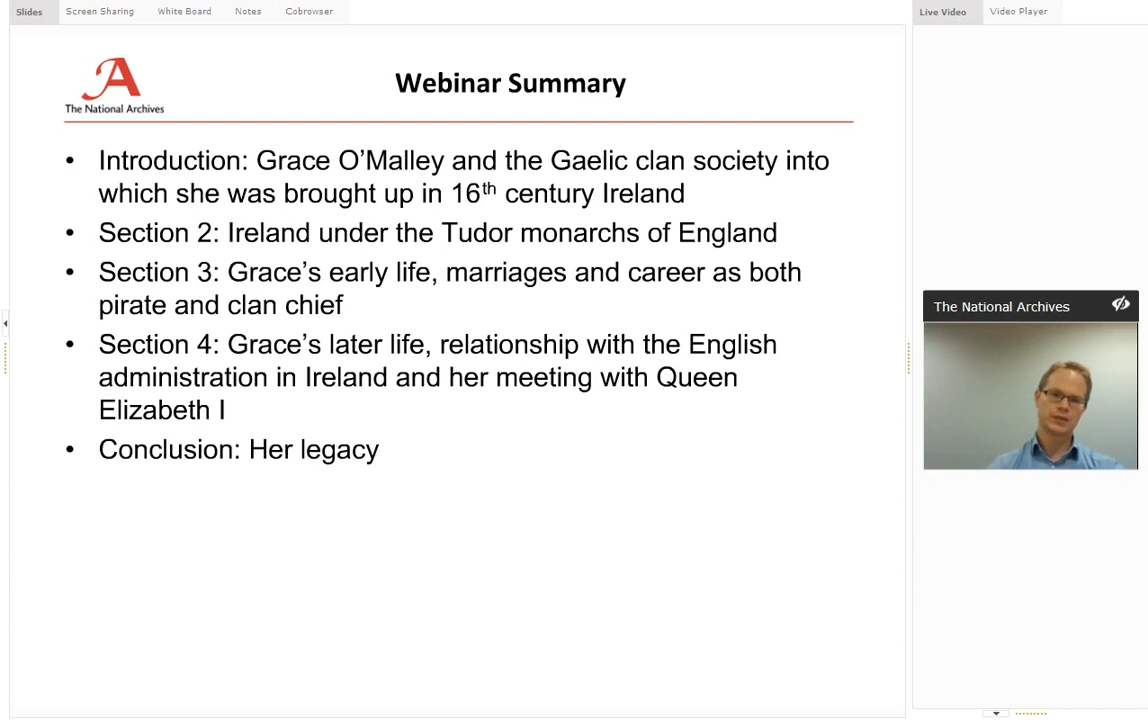 Slides Screen Sharing White Board Notes Cobrowser
Live Video Video Player
A
The National Archives
Webinar Summary
• Introduction: Grace O’Malley and the Gaelic clan society into
which she was brought up in 16th century Ireland
• Section 2: Ireland under the Tudor monarchs of England
• Section 3: Grace’s early life, marriages and career as both
pirate and clan chief
• Section 4: Grace’s later life, relationship with the English
administration in Ireland and her meeting with Queen
Elizabeth I
• Conclusion: Her legacy
The National Archives